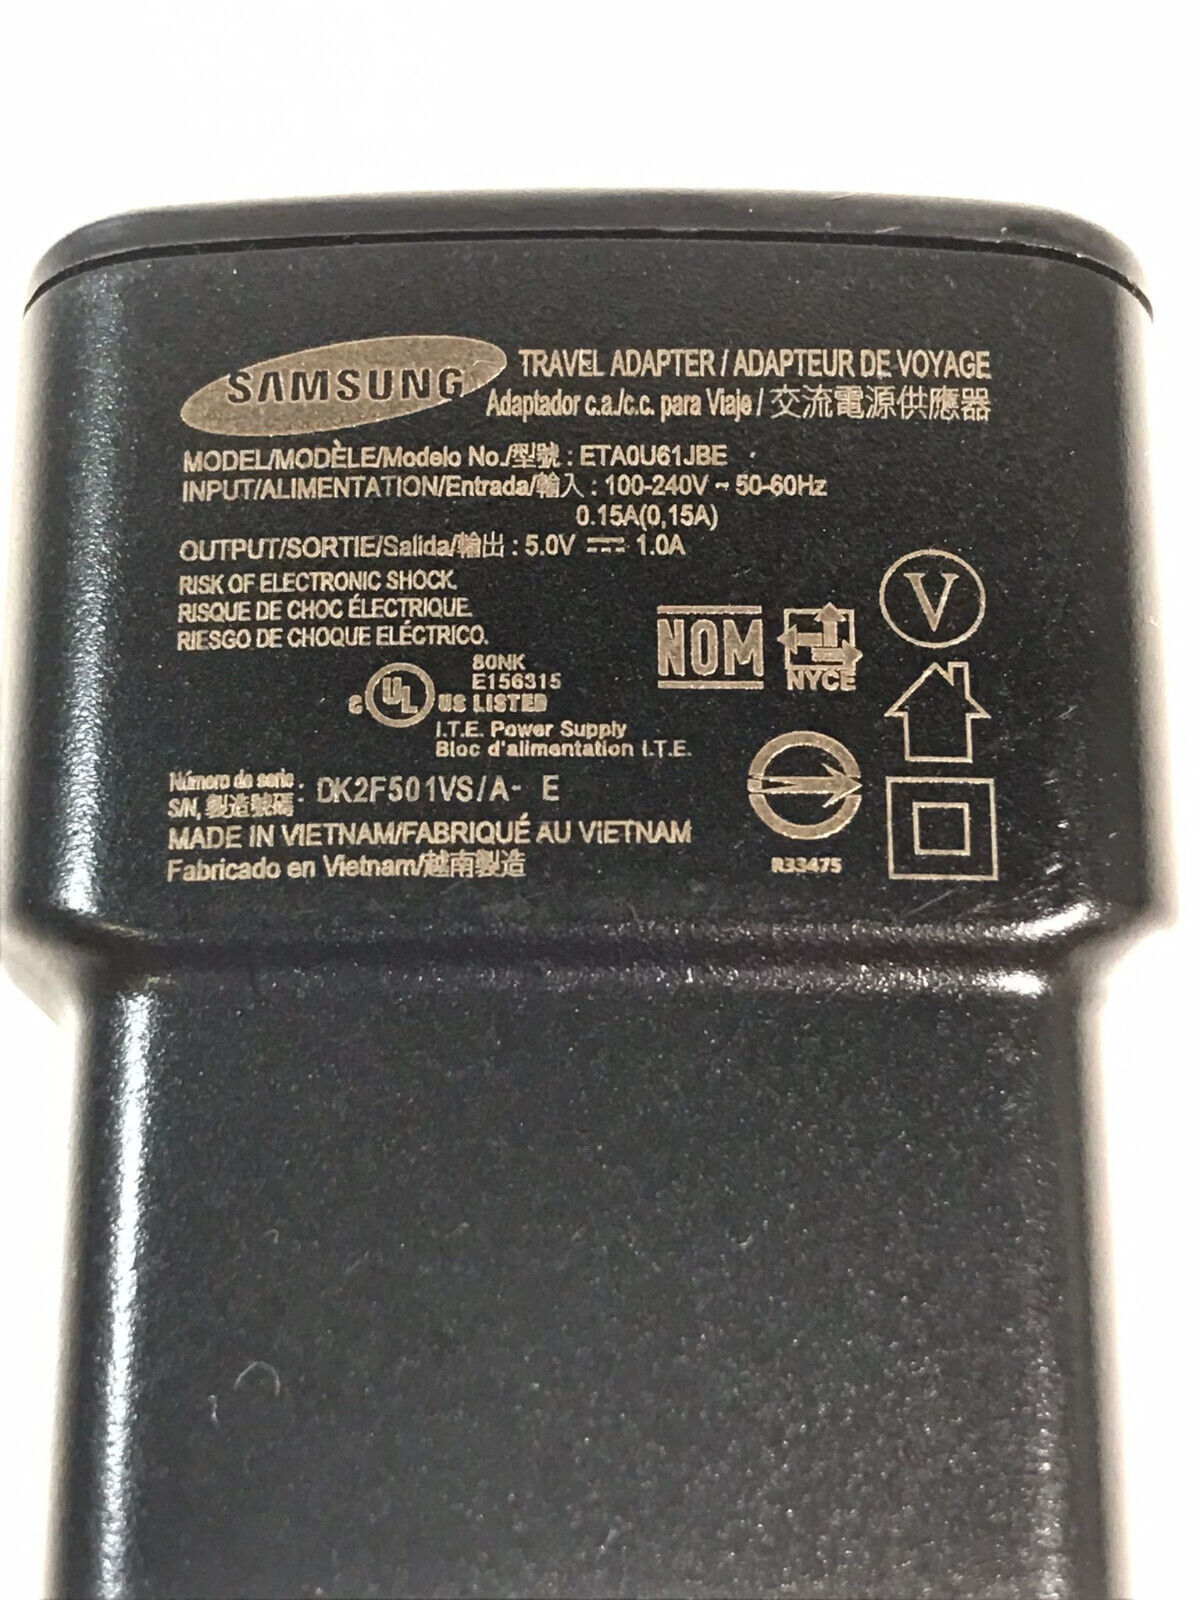 SAMSUNG
TRAVEL ADAPTER / ADAPTEUR DE VOYAGE
Adaptador c.a./c.c. para Viaje / 交流電源供應器
MODEL/MODÈLE/Modelo No./型號 : ETA0U61JBE
INPUT/ALIMENTATION/Entrada/輸入 : 100-240V ~ 50-60Hz
0.15A(0,15A)
OUTPUT/SORTIE/Salida/輸出 : 5.0V ⎓ 1.0A
RISK OF ELECTRONIC SHOCK.
RISQUE DE CHOC ÉLECTRIQUE.
RIESGO DE CHOQUE ELÉCTRICO.
80NK
E156315
c UL US LISTED
I.T.E. Power Supply
Bloc d'alimentation I.T.E.
NOM
NYCE
V
Número de serie
S/N, 製造號碼 : DK2F501VS/A- E
MADE IN VIETNAM/FABRIQUÉ AU VIETNAM
Fabricado en Vietnam/越南製造
R33475